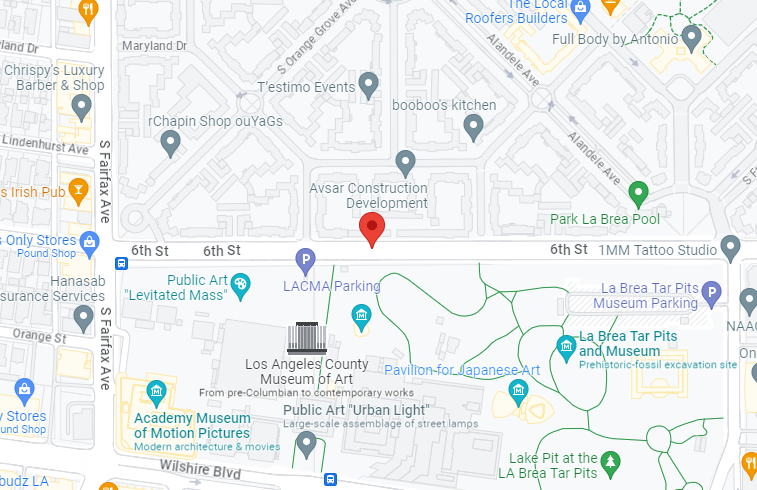 The Local
Roofers Builders
S Orange Grove Ave
Maryland Dr
yland Dr
Alandele Ave
Full Body by Antonio
Chrispy's Luxury
Barber & Shop
T'estimo Events
booboo's kitchen
rChapin Shop ouYaGs
Lindenhurst Ave
S Fairfax Ave
Alandele Ave
s Irish Pub
Avsar Construction
Development
Park La Brea Pool
s Only Stores
Pound Shop
6th St
6th St
6th St
1MM Tattoo Studio
Hanasab
surance Services
Public Art
"Levitated Mass"
P
LACMA Parking
La Brea Tar Pits
Museum Parking
P
NAAC
Orange St
S Fairfax Ave
La Brea Tar Pits
and Museum
Prehistoric-fossil excavation site
On
Los Angeles County
Museum of Art
From pre-Columbian to contemporary works
Pavilion for Japanese Art
Stores
ound Shop
Academy Museum
of Motion Pictures
Modern architecture & movies
Public Art "Urban Light"
Large-scale assemblage of street lamps
Wilshire Blvd
Lake Pit at the
LA Brea Tar Pits
budz LA